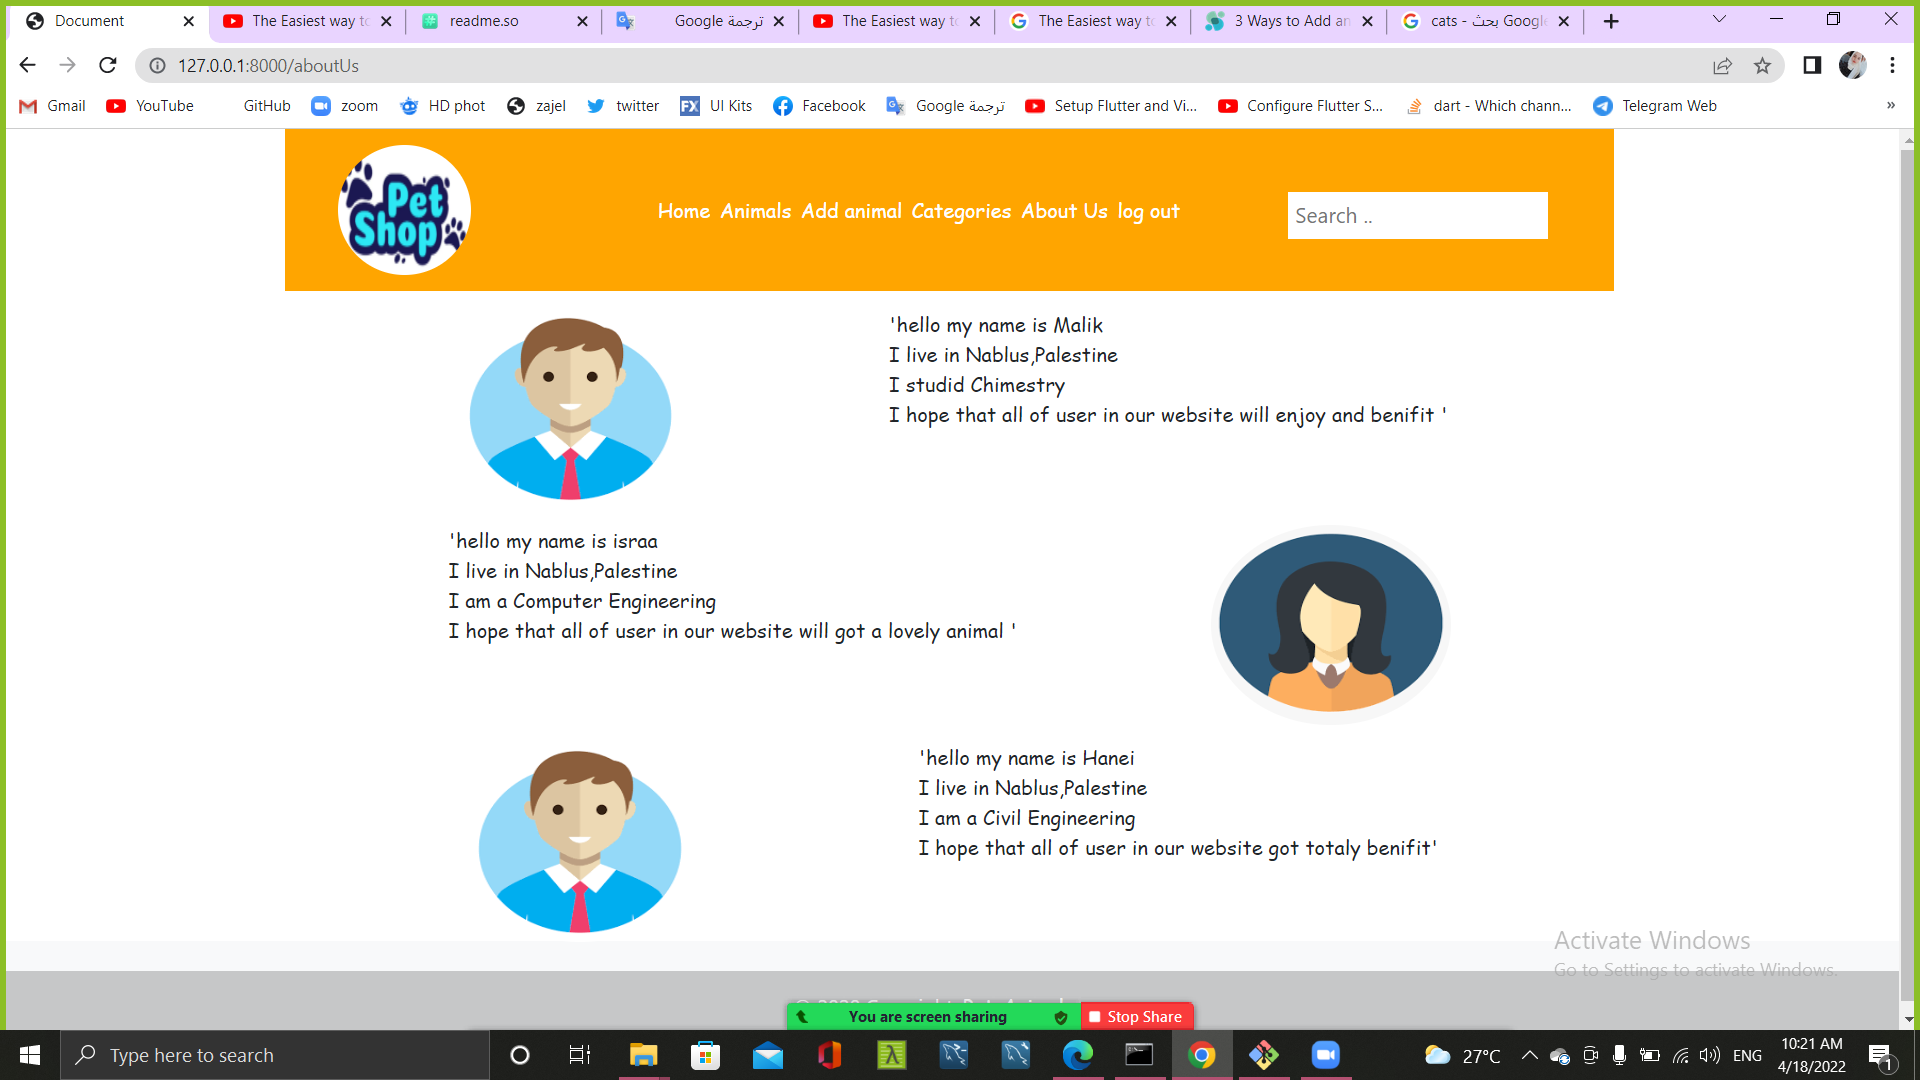 Document
The Easiest way to
readme.so
ترجمة Google
The Easiest way to
The Easiest way to
3 Ways to Add an
cats - بحث Google
127.0.0.1:8000/aboutUs
Gmail
YouTube
GitHub
zoom
HD phot
zajel
twitter
UI Kits
Facebook
ترجمة Google
Setup Flutter and Vi...
Configure Flutter S...
dart - Which chann...
Telegram Web
»
Pet
Shop
Home Animals Add animal Categories About Us log out
Search ..
'hello my name is Malik
I live in Nablus,Palestine
I studid Chimestry
I hope that all of user in our website will enjoy and benifit '
'hello my name is israa
I live in Nablus,Palestine
I am a Computer Engineering
I hope that all of user in our website will got a lovely animal '
'hello my name is Hanei
I live in Nablus,Palestine
I am a Civil Engineering
I hope that all of user in our website got totaly benifit'
Activate Windows
Go to Settings to activate Windows.
You are screen sharing
Stop Share
Type here to search
27°C
ENG
10:21 AM
4/18/2022
1